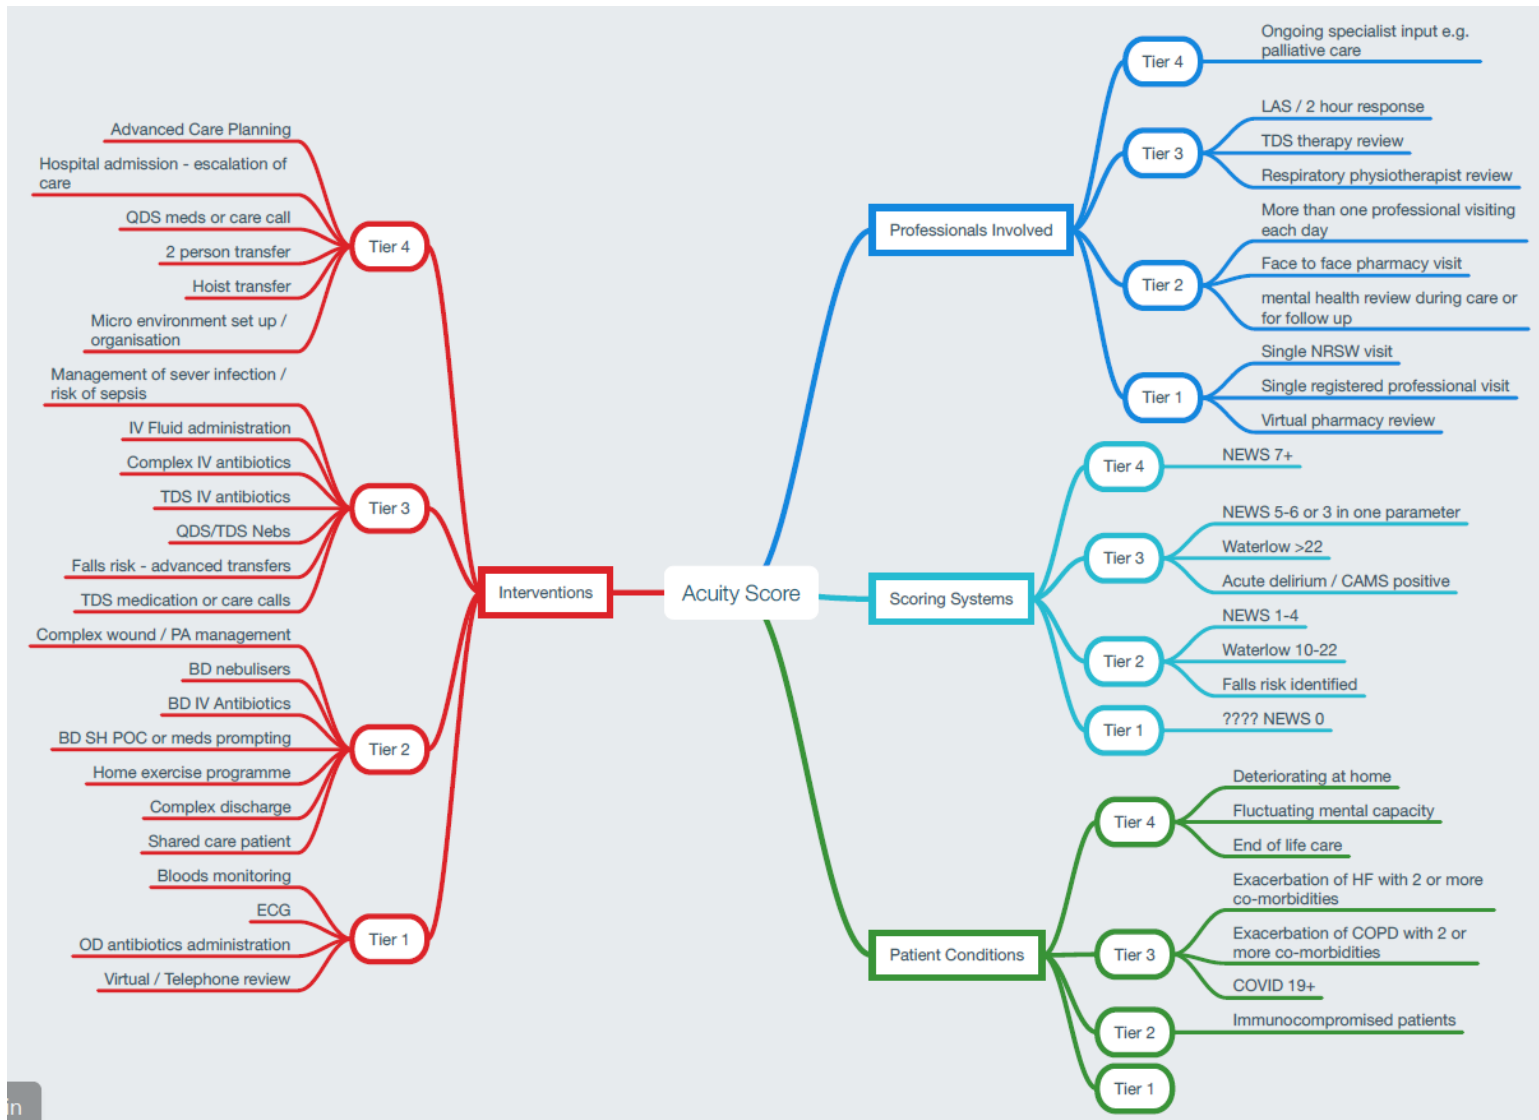 Acuity Score
Interventions
Tier 4
Advanced Care Planning
Hospital admission - escalation of
care
QDS meds or care call
2 person transfer
Hoist transfer
Micro environment set up /
organisation
Tier 3
Management of sever infection /
risk of sepsis
IV Fluid administration
Complex IV antibiotics
TDS IV antibiotics
QDS/TDS Nebs
Falls risk - advanced transfers
TDS medication or care calls
Tier 2
Complex wound / PA management
BD nebulisers
BD IV Antibiotics
BD SH POC or meds prompting
Home exercise programme
Complex discharge
Shared care patient
Tier 1
Bloods monitoring
ECG
OD antibiotics administration
Virtual / Telephone review
Professionals Involved
Tier 4
Ongoing specialist input e.g.
palliative care
Tier 3
LAS / 2 hour response
TDS therapy review
Respiratory physiotherapist review
Tier 2
More than one professional visiting
each day
Face to face pharmacy visit
mental health review during care or
for follow up
Tier 1
Single NRSW visit
Single registered professional visit
Virtual pharmacy review
Scoring Systems
Tier 4
NEWS 7+
Tier 3
NEWS 5-6 or 3 in one parameter
Waterlow >22
Acute delirium / CAMS positive
Tier 2
NEWS 1-4
Waterlow 10-22
Falls risk identified
Tier 1
???? NEWS 0
Patient Conditions
Tier 4
Deteriorating at home
Fluctuating mental capacity
End of life care
Tier 3
Exacerbation of HF with 2 or more
co-morbidities
Exacerbation of COPD with 2 or
more co-morbidities
COVID 19+
Tier 2
Immunocompromised patients
Tier 1
in